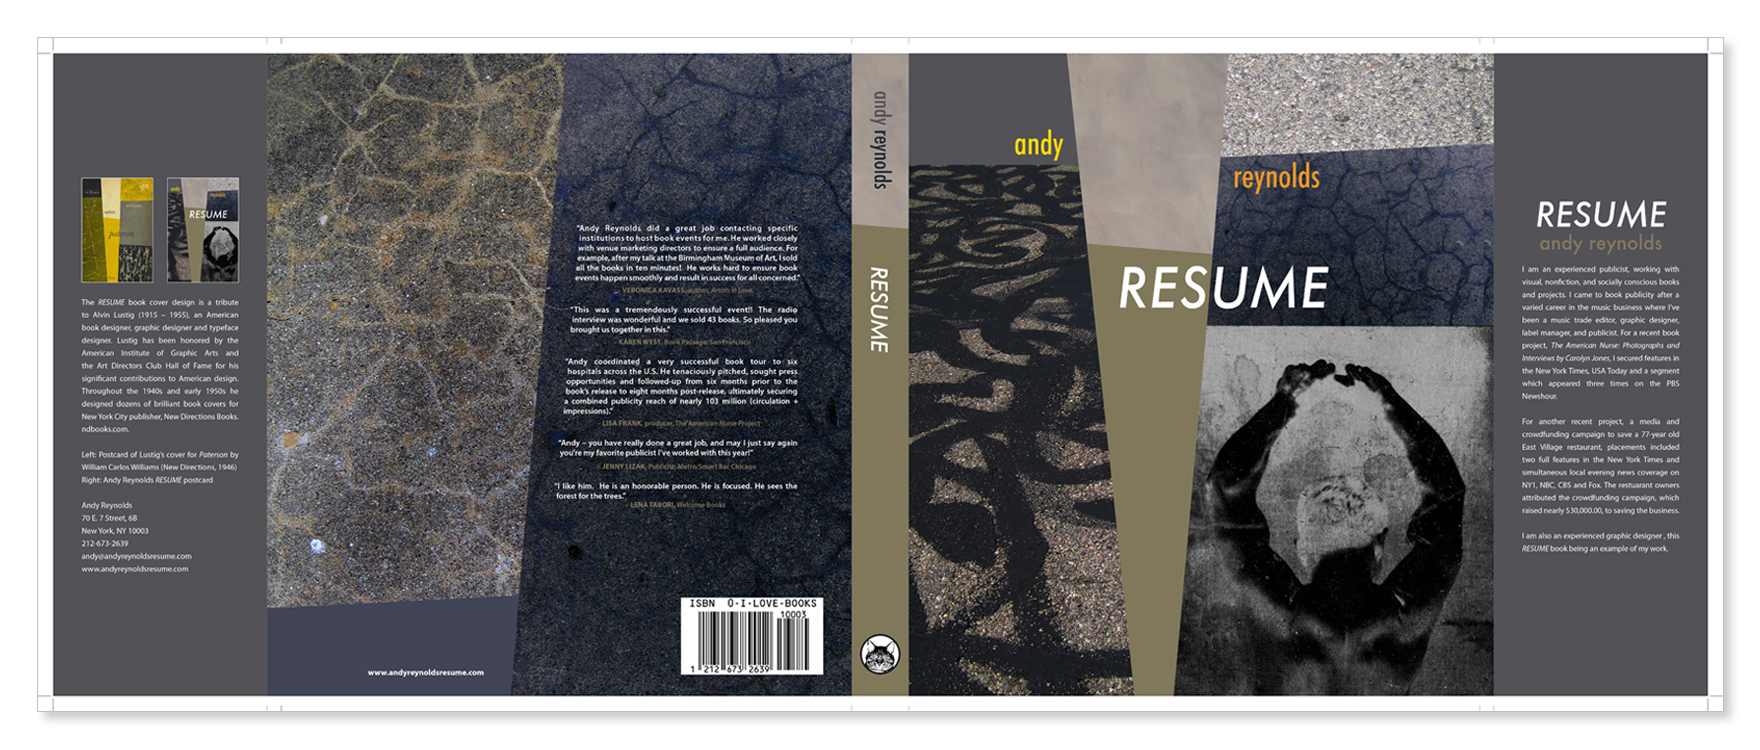 The RESUME book cover design is a tribute
to Alvin Lustig (1915 – 1955), an American
book designer, graphic designer and typeface
designer. Lustig has been honored by the
American Institute of Graphic Arts and
the Art Directors Club Hall of Fame for his
significant contributions to American design.
Throughout the 1940s and early 1950s he
designed dozens of brilliant book covers for
New York City publisher, New Directions Books.
ndbooks.com.
Left: Postcard of Lustig's cover for Paterson by
William Carlos Williams (New Directions, 1946)
Right: Andy Reynolds RESUME postcard
Andy Reynolds
70 E. 7 Street, 6B
New York, NY 10003
212-673-2639
andy@andyreynoldsresume.com
www.andyreynoldsresume.com
andy
reynolds
RESUME
paterson
"Andy Reynolds did a great job contacting specific
institutions to host book events for me. He worked closely
with venue marketing directors to ensure a full audience. For
example, after my talk at the Birmingham Museum of Art, I sold
all the books in ten minutes! He works hard to ensure book
events happen smoothly and result in success for all concerned."
– VERONICA KAVASS, author, Artists in Love
"This was a tremendously successful event!! The radio
interview was wonderful and we sold 43 books. So pleased you
brought us together in this."
– KAREN WEST, Book Passage, San Francisco
"Andy coordinated a very successful book tour to six
hospitals across the U.S. He tenaciously pitched, sought press
opportunities and followed-up from six months prior to the
book's release to eight months post-release, ultimately securing
a combined publicity reach of nearly 103 million (circulation +
impressions)."
– LISA FRANK, producer, The American Nurse Project
"Andy – you have really done a great job, and may I just say again
you're my favorite publicist I've worked with this year!"
– JENNY LIZAK, Publicist, Metro/Smart Bar, Chicago
"I like him. He is an honorable person. He is focused. He sees the
forest for the trees."
– LENA TABORI, Welcome Books
www.andyreynoldsresume.com
ISBN 0-I-LOVE-BOOKS
10003
1 212 673 2639
andy reynolds
RESUME
andy
reynolds
RESUME
RESUME
andy reynolds
I am an experienced publicist, working with
visual, nonfiction, and socially conscious books
and projects. I came to book publicity after a
varied career in the music business where I've
been a music trade editor, graphic designer,
label manager, and publicist. For a recent book
project, The American Nurse: Photographs and
Interviews by Carolyn Jones, I secured features in
the New York Times, USA Today and a segment
which appeared three times on the PBS
Newshour.
For another recent project, a media and
crowdfunding campaign to save a 77-year old
East Village restaurant, placements included
two full features in the New York Times and
simultaneous local evening news coverage on
NY1, NBC, CBS and Fox. The restuarant owners
attributed the crowdfunding campaign, which
raised nearly $30,000.00, to saving the business.
I am also an experienced graphic designer , this
RESUME book being an example of my work.